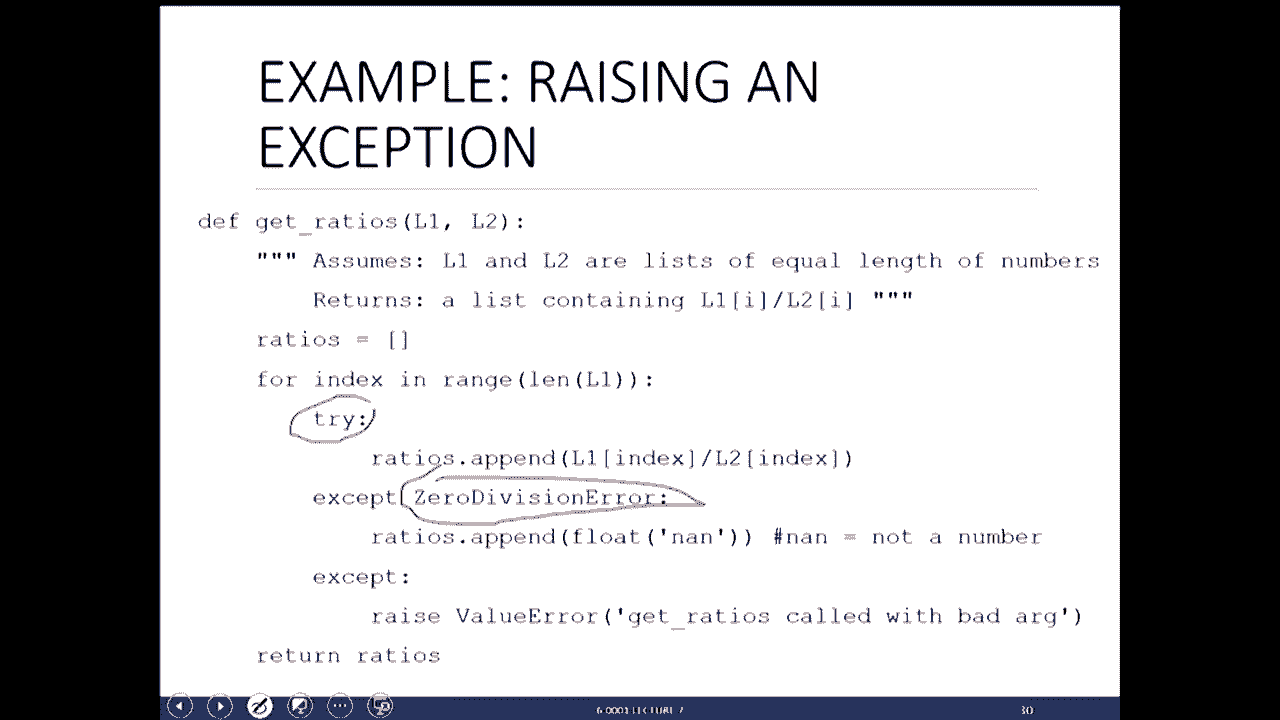 EXAMPLE: RAISING AN
EXCEPTION
def get_ratios(L1, L2):
""" Assumes: L1 and L2 are lists of equal length of numbers
Returns: a list containing L1[i]/L2[i] """
ratios = []
for index in range(len(L1)):
try:
ratios.append(L1[index]/L2[index])
except ZeroDivisionError:
ratios.append(float('nan')) #nan = not a number
except:
raise ValueError('get_ratios called with bad arg')
return ratios
6.0001 LECTURE 7
30